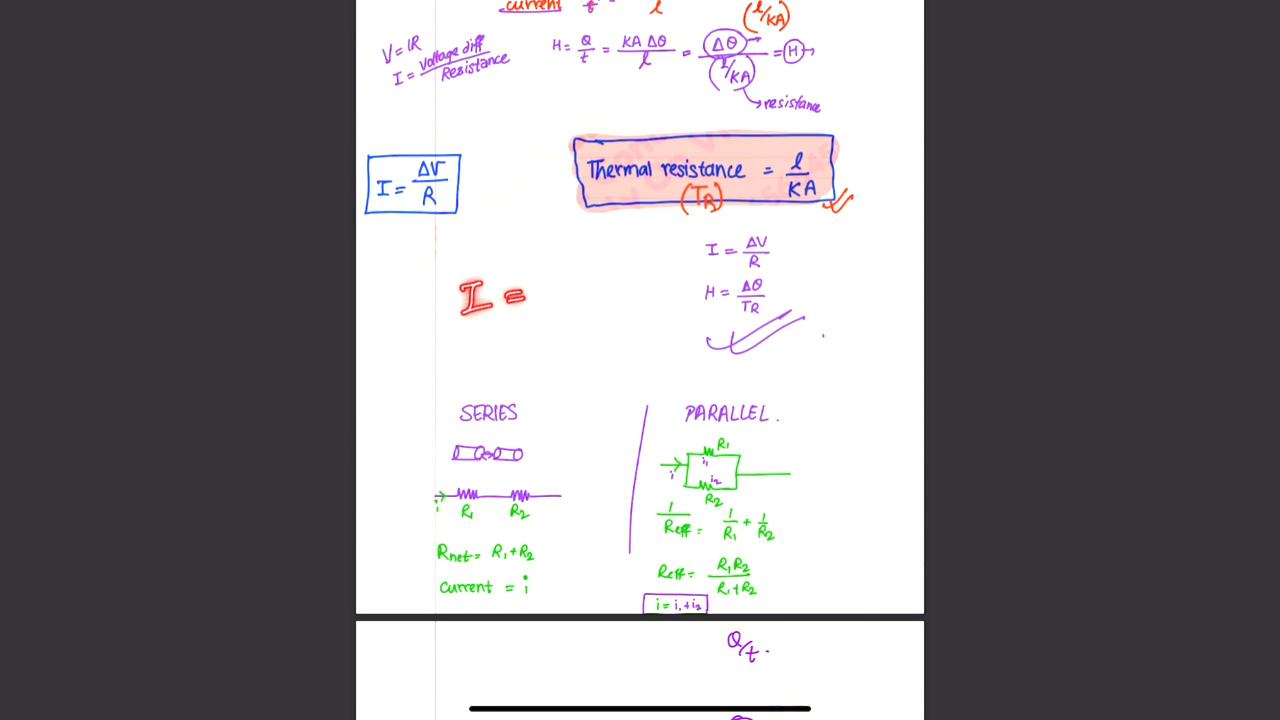 current   t   l   (l/KA)
V = IR
I = Voltage diff / Resistance
H = Q/t = KA Δθ / l = Δθ / (l/KA) = H
resistance
I = ΔV / R
Thermal resistance = l / KA
(TR)
I = ΔV / R
H = Δθ / TR
I =
SERIES
R1   R2
i
Rnet = R1 + R2
current = i
PARALLEL.
R1
i1
i
i2
R2
1/Reff = 1/R1 + 1/R2
Reff = R1R2 / R1+R2
i = i1 + i2
Q/t.